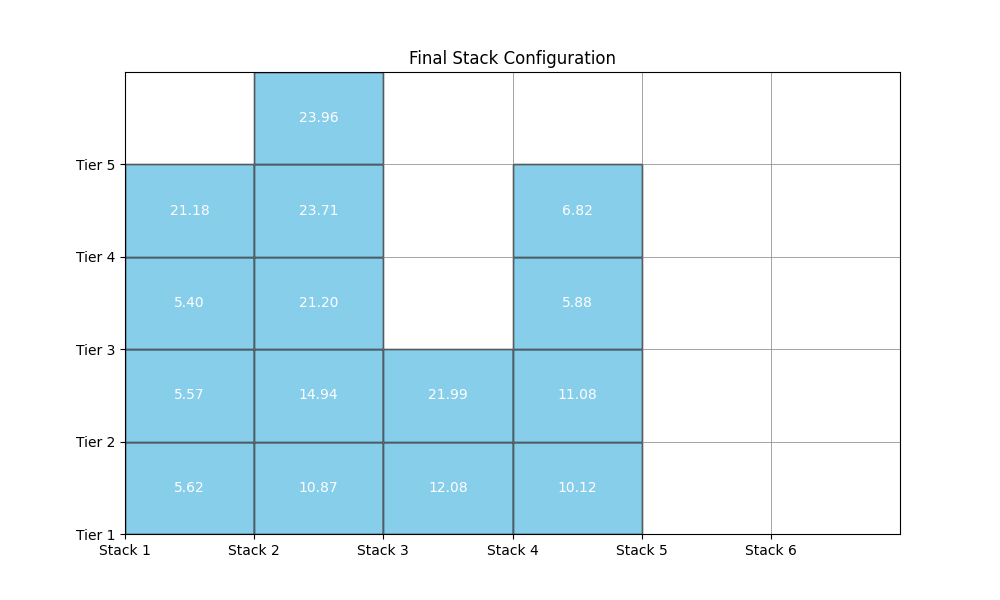 Final Stack Configuration
23.96
Tier 5
21.18 23.71 6.82
Tier 4
5.40 21.20 5.88
Tier 3
5.57 14.94 21.99 11.08
Tier 2
5.62 10.87 12.08 10.12
Tier 1
Stack 1 Stack 2 Stack 3 Stack 4 Stack 5 Stack 6